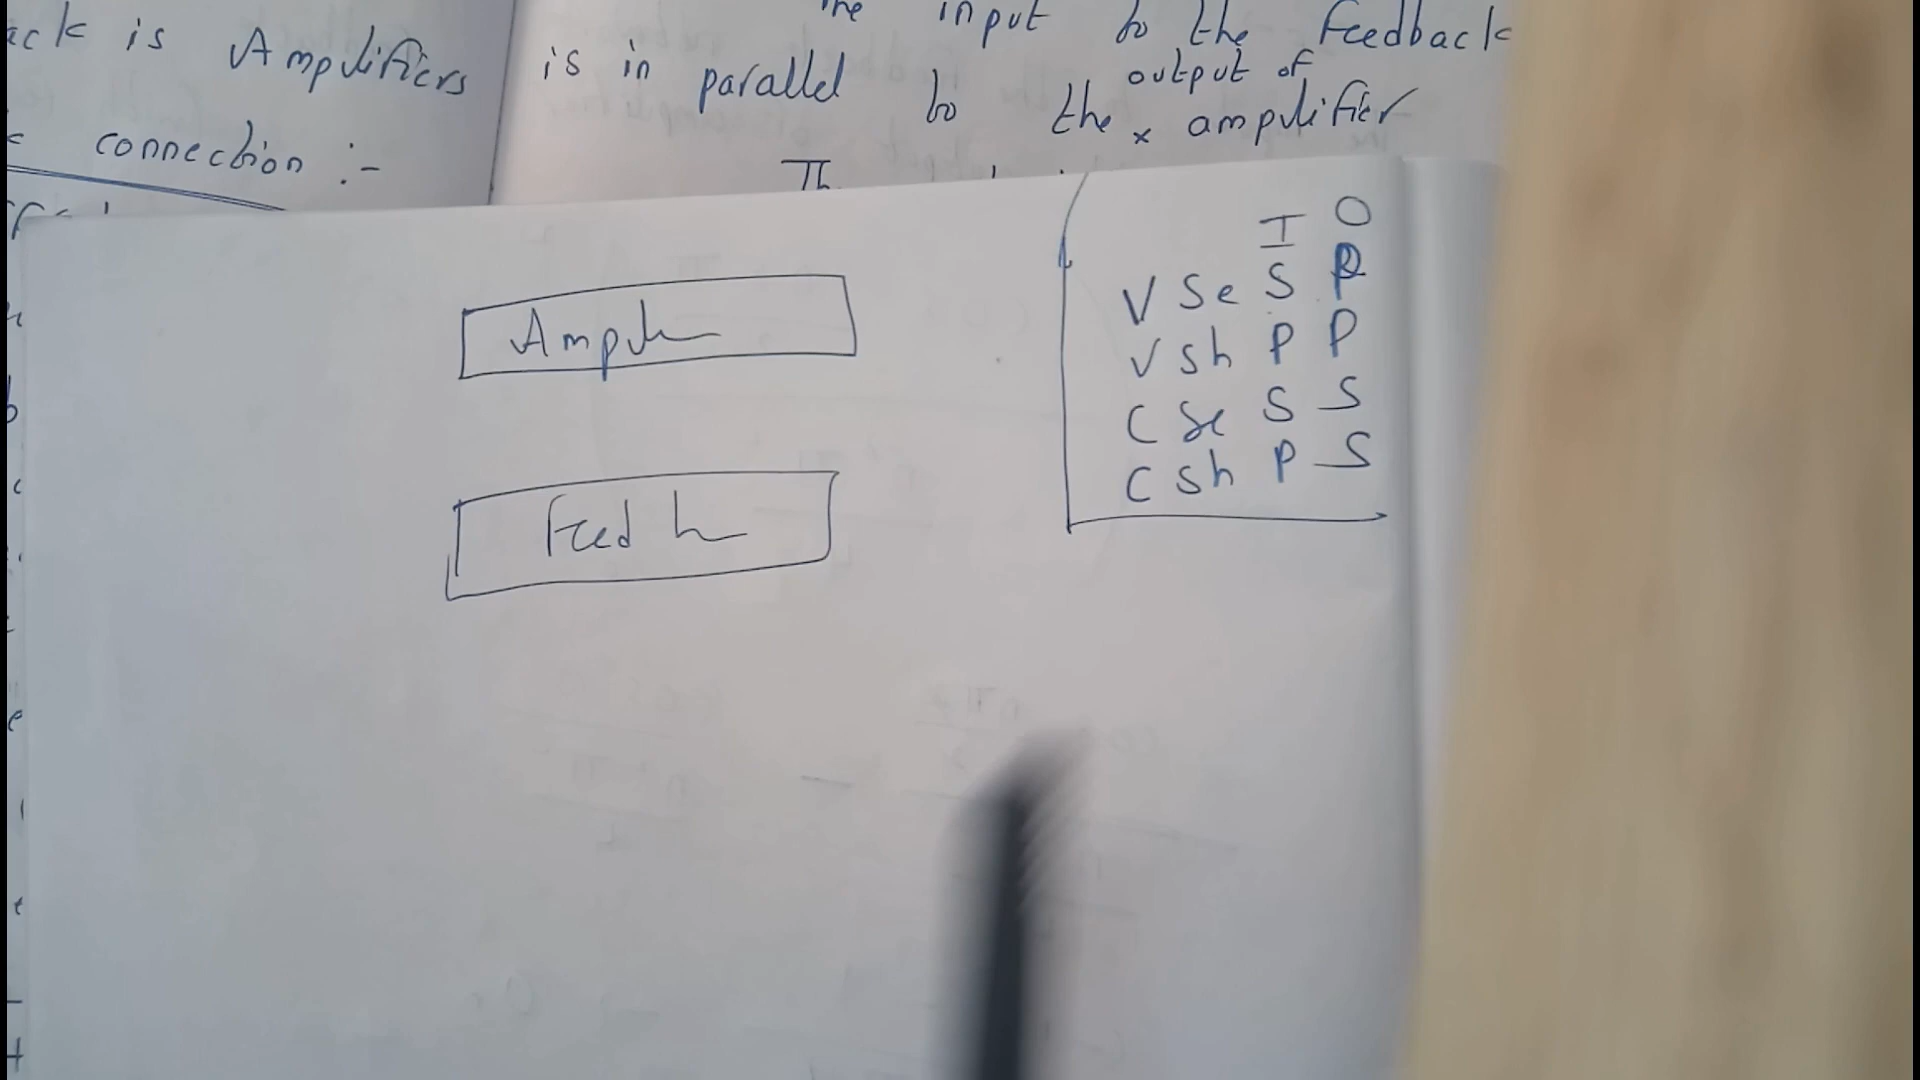 ack is Amplifiers
connection :-
the input to the Feedback
is in parallel to the x amplifier
output of
I O
V Se S P
V Sh P P
C Se S S
C Sh P S
Ampl
Feed